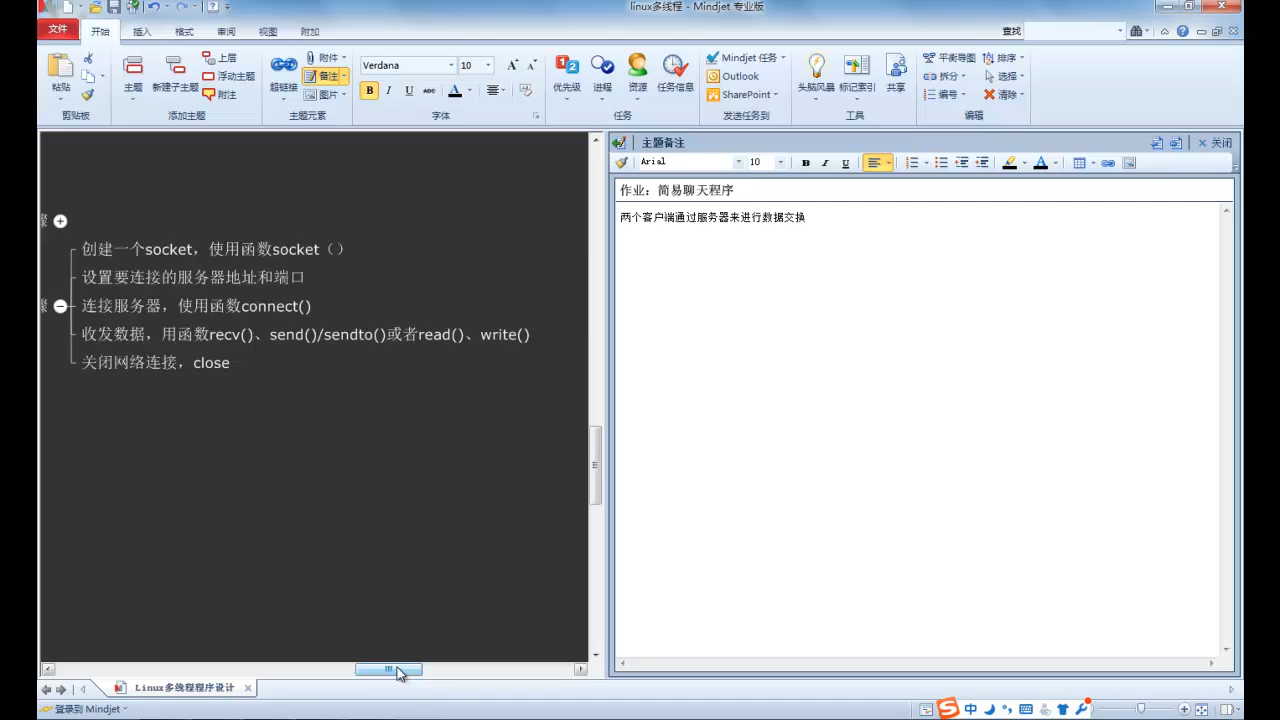 linux多线程 - Mindjet 专业版
文件 开始 插入 格式 审阅 视图 附加 查找
粘贴
剪贴板
主题 新建子主题 上层 浮动主题 附注
添加主题
超链接 附件 备注 图片
主题元素
Verdana 10
B I U ABC A
字体
优先级 进程 资源 任务信息
任务
Mindjet 任务
Outlook
SharePoint
发送任务到
头脑风暴 标记索引 共享
工具
平衡导图 排序
拆分 选择
编号 清除
编辑
骤
创建一个socket，使用函数socket（）
设置要连接的服务器地址和端口
骤 连接服务器，使用函数connect()
收发数据，用函数recv()、send()/sendto()或者read()、write()
关闭网络连接，close
主题备注 关闭
Arial 10 B I U A
作业：简易聊天程序
两个客户端通过服务器来进行数据交换
Linux多线程程序设计
登录到 Mindjet
S 中